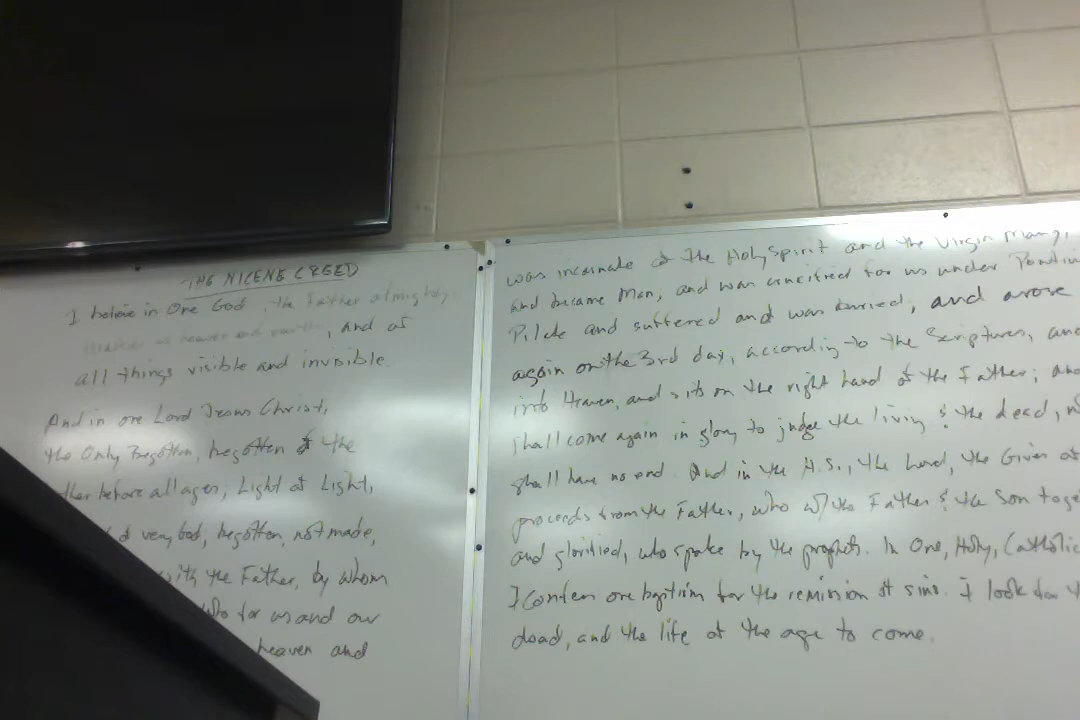 THE NICENE CREED
I believe in One God, the Father almighty,
heaven and earth, and of
all things visible and invisible.
And in one Lord Jesus Christ,
the Only Begotten, begotten of the
ther before all ages; Light of Light,
of very God; begotten, not made,
with the Father, by whom
Who for us and our
heaven and
was incarnate of the Holy Spirit and the Virgin Mary,
and became Man, and was crucified for us under Pontiu
Pilate and suffered and was buried, and arose
again on the 3rd day, according to the Scriptures, and
into Heaven, and sits on the right hand of the Father; and
shall come again in glory to judge the living & the dead,
shall have no end. And in the H.S., the Lord, the Giver of
proceeds from the Father, who w/ the Father & the Son toge
and glorified, who spoke by the prophets. In One, Holy, Catholic
I confess one baptism for the remission of sins. I look for
dead, and the life of the age to come.